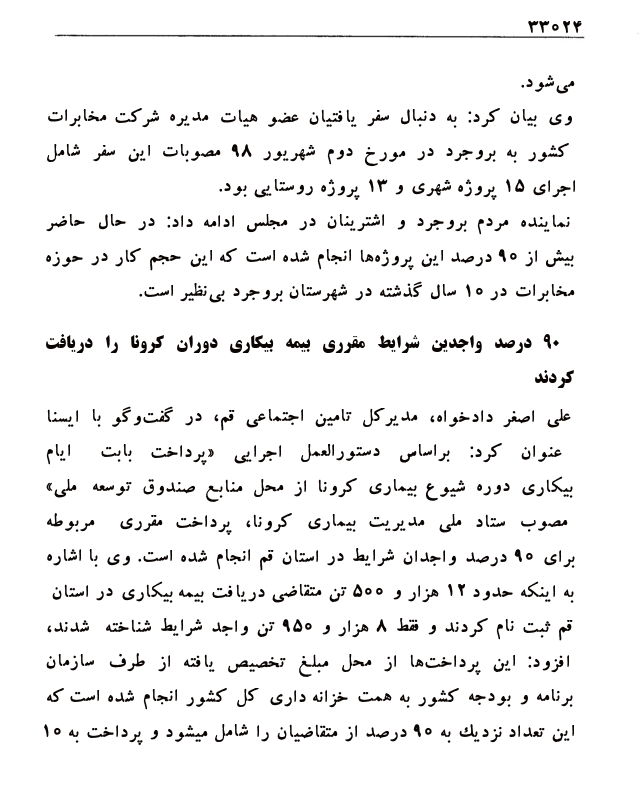 ۳۳۰۲۴
می‌شود.
وی بیان کرد: به دنبال سفر یافتیان عضو هیات مدیره شرکت مخابرات
کشور به بروجرد در مورخ دوم شهریور ۹۸ مصوبات این سفر شامل
اجرای ۱۵ پروژه شهری و ۱۳ پروژه روستایی بود.
نماینده مردم بروجرد و اشترینان در مجلس ادامه داد: در حال حاضر
بیش از ۹۰ درصد این پروژه‌ها انجام شده است که این حجم کار در حوزه
مخابرات در ۱۰ سال گذشته در شهرستان بروجرد بی‌نظیر است.
۹۰ درصد واجدین شرایط مقرری بیمه بیکاری دوران کرونا را دریافت
کردند
علی اصغر دادخواه، مدیرکل تامین اجتماعی قم، در گفت‌وگو با ایسنا
عنوان کرد: براساس دستورالعمل اجرایی «پرداخت بابت ایام
بیکاری دوره شیوع بیماری کرونا از محل منابع صندوق توسعه ملی»
مصوب ستاد ملی مدیریت بیماری کرونا، پرداخت مقرری مربوطه
برای ۹۰ درصد واجدان شرایط در استان قم انجام شده است. وی با اشاره
به اینکه حدود ۱۲ هزار و ۵۰۰ تن متقاضی دریافت بیمه بیکاری در استان
قم ثبت نام کردند و فقط ۸ هزار و ۹۵۰ تن واجد شرایط شناخته شدند،
افزود: این پرداخت‌ها از محل مبلغ تخصیص یافته از طرف سازمان
برنامه و بودجه کشور به همت خزانه داری کل کشور انجام شده است که
این تعداد نزدیك به ۹۰ درصد از متقاضیان را شامل میشود و پرداخت به ۱۰